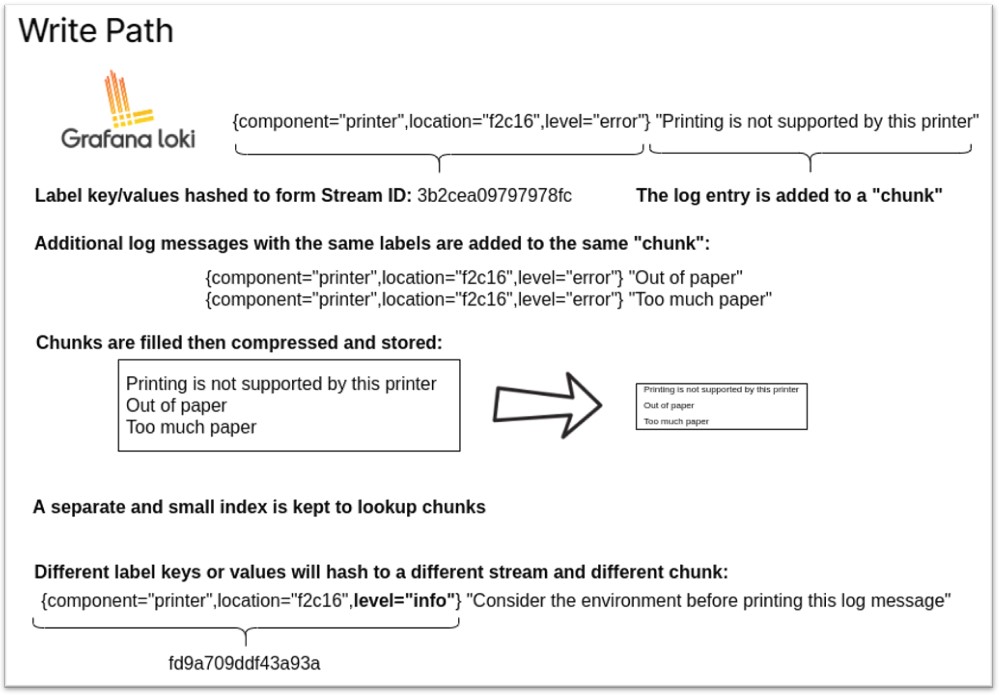 Write Path
Grafana loki
{component="printer",location="f2c16",level="error"} "Printing is not supported by this printer"
Label key/values hashed to form Stream ID: 3b2cea09797978fc
The log entry is added to a "chunk"
Additional log messages with the same labels are added to the same "chunk":
{component="printer",location="f2c16",level="error"} "Out of paper"
{component="printer",location="f2c16",level="error"} "Too much paper"
Chunks are filled then compressed and stored:
Printing is not supported by this printer
Out of paper
Too much paper
Printing is not supported by this printer
Out of paper
Too much paper
A separate and small index is kept to lookup chunks
Different label keys or values will hash to a different stream and different chunk:
{component="printer",location="f2c16",level="info"} "Consider the environment before printing this log message"
fd9a709ddf43a93a